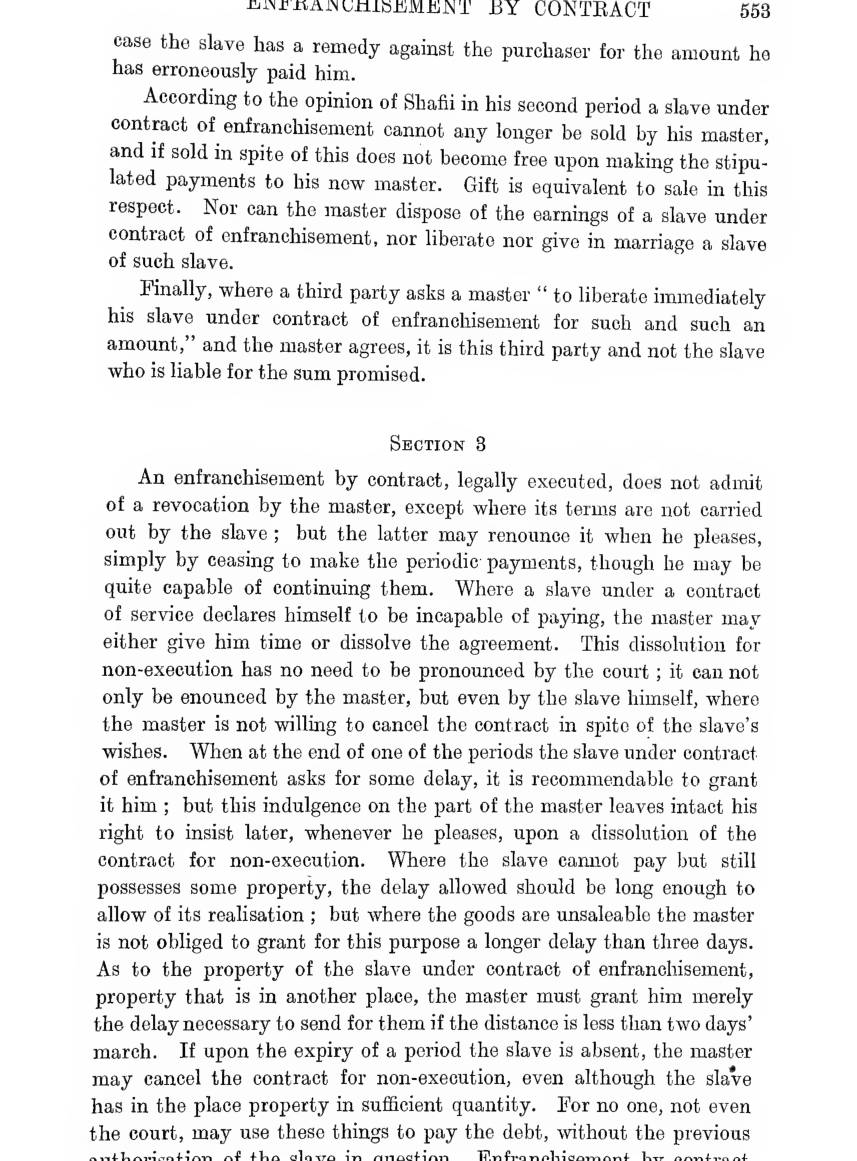 ENFRANCHISEMENT BY CONTRACT 553
case the slave has a remedy against the purchaser for the amount he
has erroneously paid him.
According to the opinion of Shafii in his second period a slave under
contract of enfranchisement cannot any longer be sold by his master,
and if sold in spite of this does not become free upon making the stipu-
lated payments to his new master. Gift is equivalent to sale in this
respect. Nor can the master dispose of the earnings of a slave under
contract of enfranchisement, nor liberate nor give in marriage a slave
of such slave.
Finally, where a third party asks a master “ to liberate immediately
his slave under contract of enfranchisement for such and such an
amount,” and the master agrees, it is this third party and not the slave
who is liable for the sum promised.
SECTION 3
An enfranchisement by contract, legally executed, does not admit
of a revocation by the master, except where its terms are not carried
out by the slave ; but the latter may renounce it when he pleases,
simply by ceasing to make the periodic payments, though he may be
quite capable of continuing them. Where a slave under a contract
of service declares himself to be incapable of paying, the master may
either give him time or dissolve the agreement. This dissolution for
non-execution has no need to be pronounced by the court ; it can not
only be enounced by the master, but even by the slave himself, where
the master is not willing to cancel the contract in spite of the slave’s
wishes. When at the end of one of the periods the slave under contract
of enfranchisement asks for some delay, it is recommendable to grant
it him ; but this indulgence on the part of the master leaves intact his
right to insist later, whenever he pleases, upon a dissolution of the
contract for non-execution. Where the slave cannot pay but still
possesses some property, the delay allowed should be long enough to
allow of its realisation ; but where the goods are unsaleable the master
is not obliged to grant for this purpose a longer delay than three days.
As to the property of the slave under contract of enfranchisement,
property that is in another place, the master must grant him merely
the delay necessary to send for them if the distance is less than two days’
march. If upon the expiry of a period the slave is absent, the master
may cancel the contract for non-execution, even although the slave
has in the place property in sufficient quantity. For no one, not even
the court, may use these things to pay the debt, without the previous
authorisation of the slave in question. Enfranchisement by contract